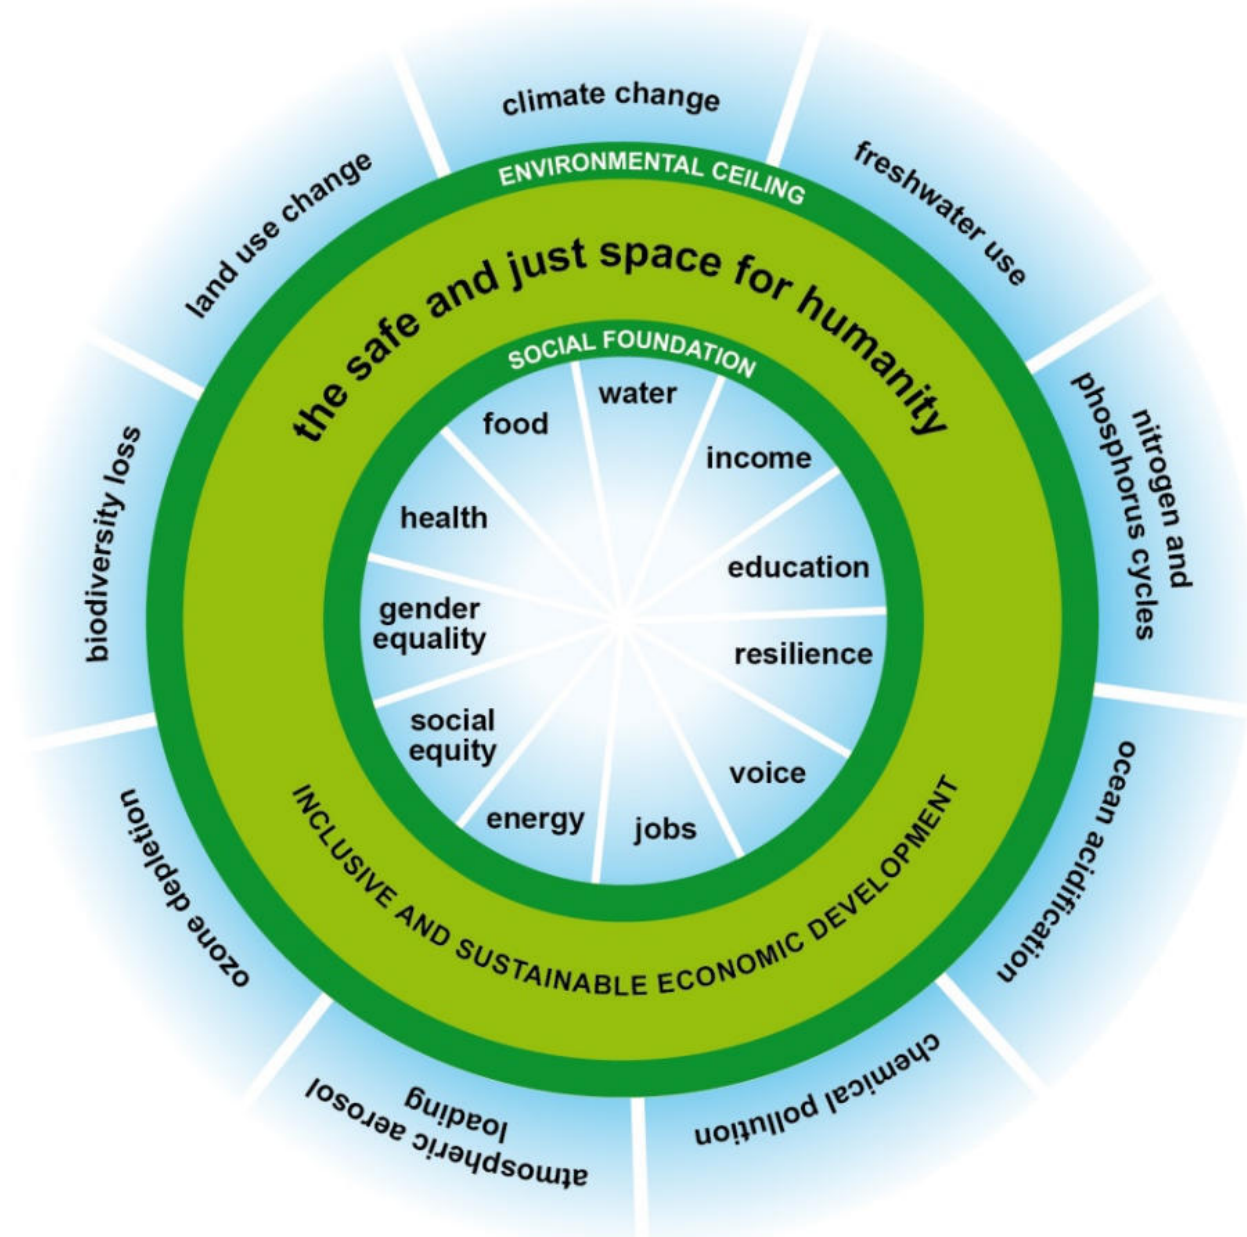 climate change
freshwater use
nitrogen and
phosphorus cycles
ocean acidification
chemical pollution
atmospheric aerosol
loading
ozone depletion
biodiversity loss
land use change
ENVIRONMENTAL CEILING
the safe and just space for humanity
SOCIAL FOUNDATION
water
income
education
resilience
voice
jobs
energy
social
equity
gender
equality
health
food
INCLUSIVE AND SUSTAINABLE ECONOMIC DEVELOPMENT